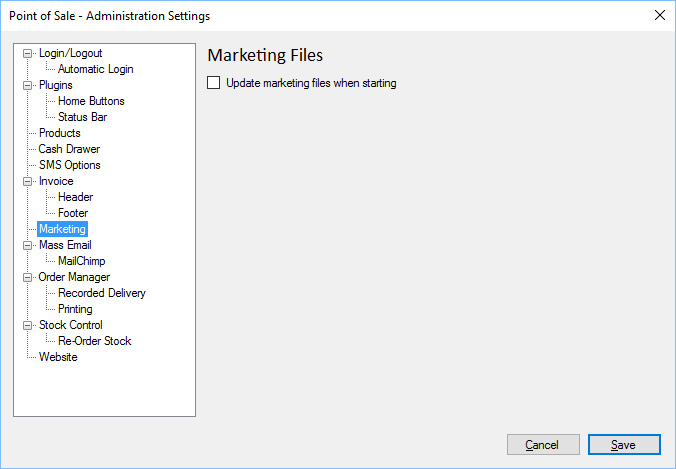 Point of Sale - Administration Settings
Login/Logout
Automatic Login
Plugins
Home Buttons
Status Bar
Products
Cash Drawer
SMS Options
Invoice
Header
Footer
Marketing
Mass Email
MailChimp
Order Manager
Recorded Delivery
Printing
Stock Control
Re-Order Stock
Website
Marketing Files
Update marketing files when starting
Cancel
Save